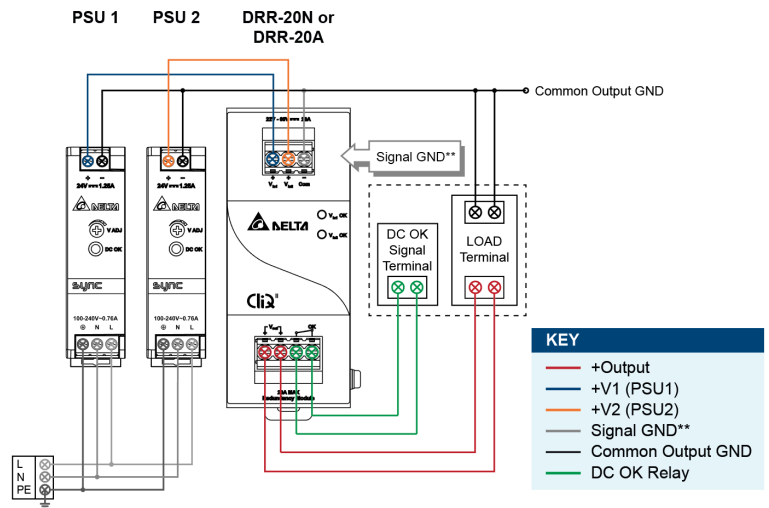 PSU 1
PSU 2
DRR-20N or
DRR-20A
Common Output GND
Signal GND**
+ −
24V 1.25A
DELTA
V ADJ
DC OK
sync
100-240V~0.76A
N L
+ −
24V 1.25A
DELTA
V ADJ
DC OK
sync
100-240V~0.76A
N L
+ + −
Com
DELTA
OK
OK
CliQ II
OK
20A MAX
Redundancy Module
DC OK
Signal
Terminal
LOAD
Terminal
L
N
PE
KEY
+Output
+V1 (PSU1)
+V2 (PSU2)
Signal GND**
Common Output GND
DC OK Relay